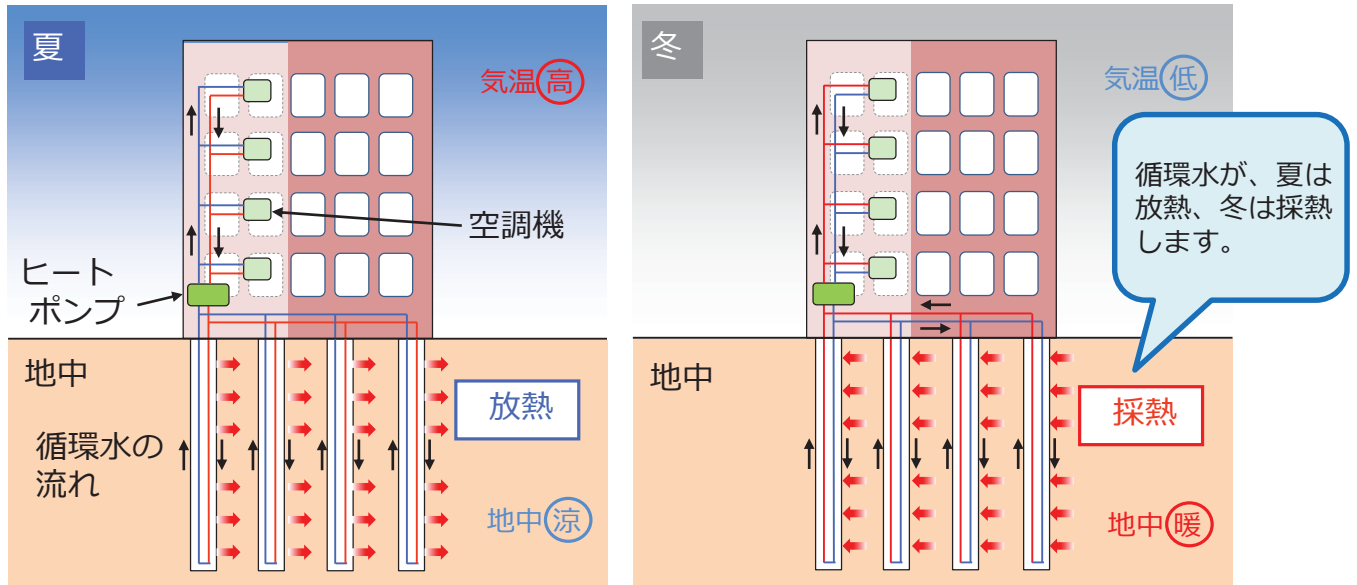 夏
気温高
空調機
ヒート
ポンプ
地中
放熱
循環水の
流れ
地中涼
冬
気温低
循環水が、夏は
放熱、冬は採熱
します。
地中
採熱
地中暖